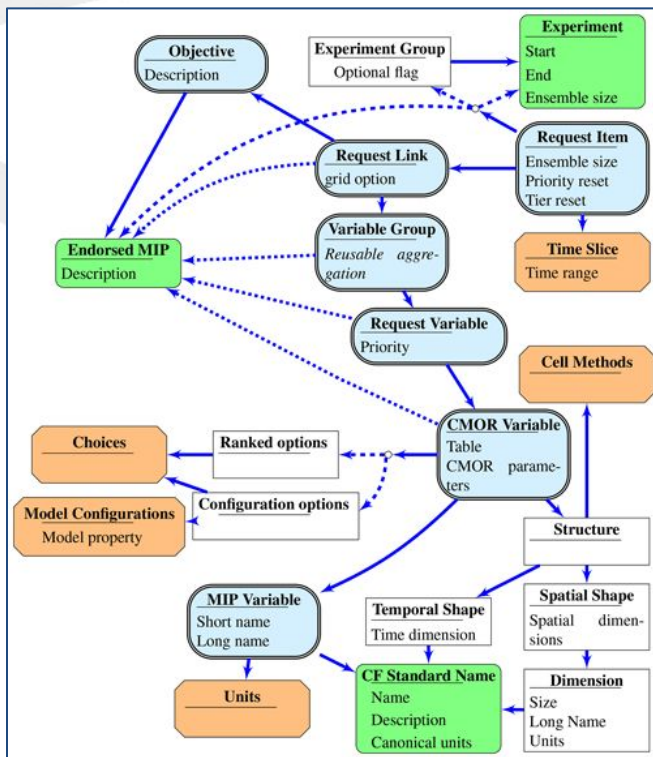 Objective
Description
Experiment Group
Optional flag
Experiment
Start
End
Ensemble size
Request Link
grid option
Request Item
Ensemble size
Priority reset
Tier reset
Variable Group
Reusable aggre-
gation
Endorsed MIP
Description
Time Slice
Time range
Request Variable
Priority
Cell Methods
CMOR Variable
Table
CMOR parame-
ters
Choices
Ranked options
Configuration options
Model Configurations
Model property
Structure
MIP Variable
Short name
Long name
Temporal Shape
Time dimension
Spatial Shape
Spatial dimen-
sions
Units
CF Standard Name
Name
Description
Canonical units
Dimension
Size
Long Name
Units